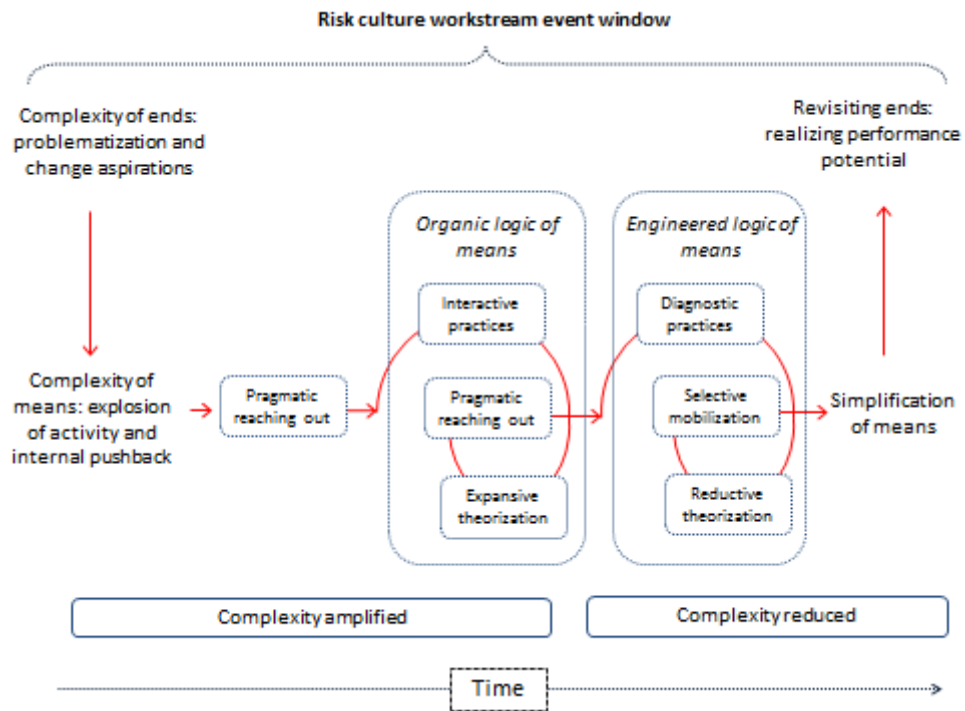 Risk culture workstream event window
Complexity of ends:
problematization and
change aspirations
Revisiting ends:
realizing performance
potential
Organic logic of
means
Engineered logic of
means
Interactive
practices
Diagnostic
practices
Complexity of
means: explosion
of activity and
internal pushback
Pragmatic
reaching out
Pragmatic
reaching out
Selective
mobilization
Simplification
of means
Expansive
theorization
Reductive
theorization
Complexity amplified
Complexity reduced
Time